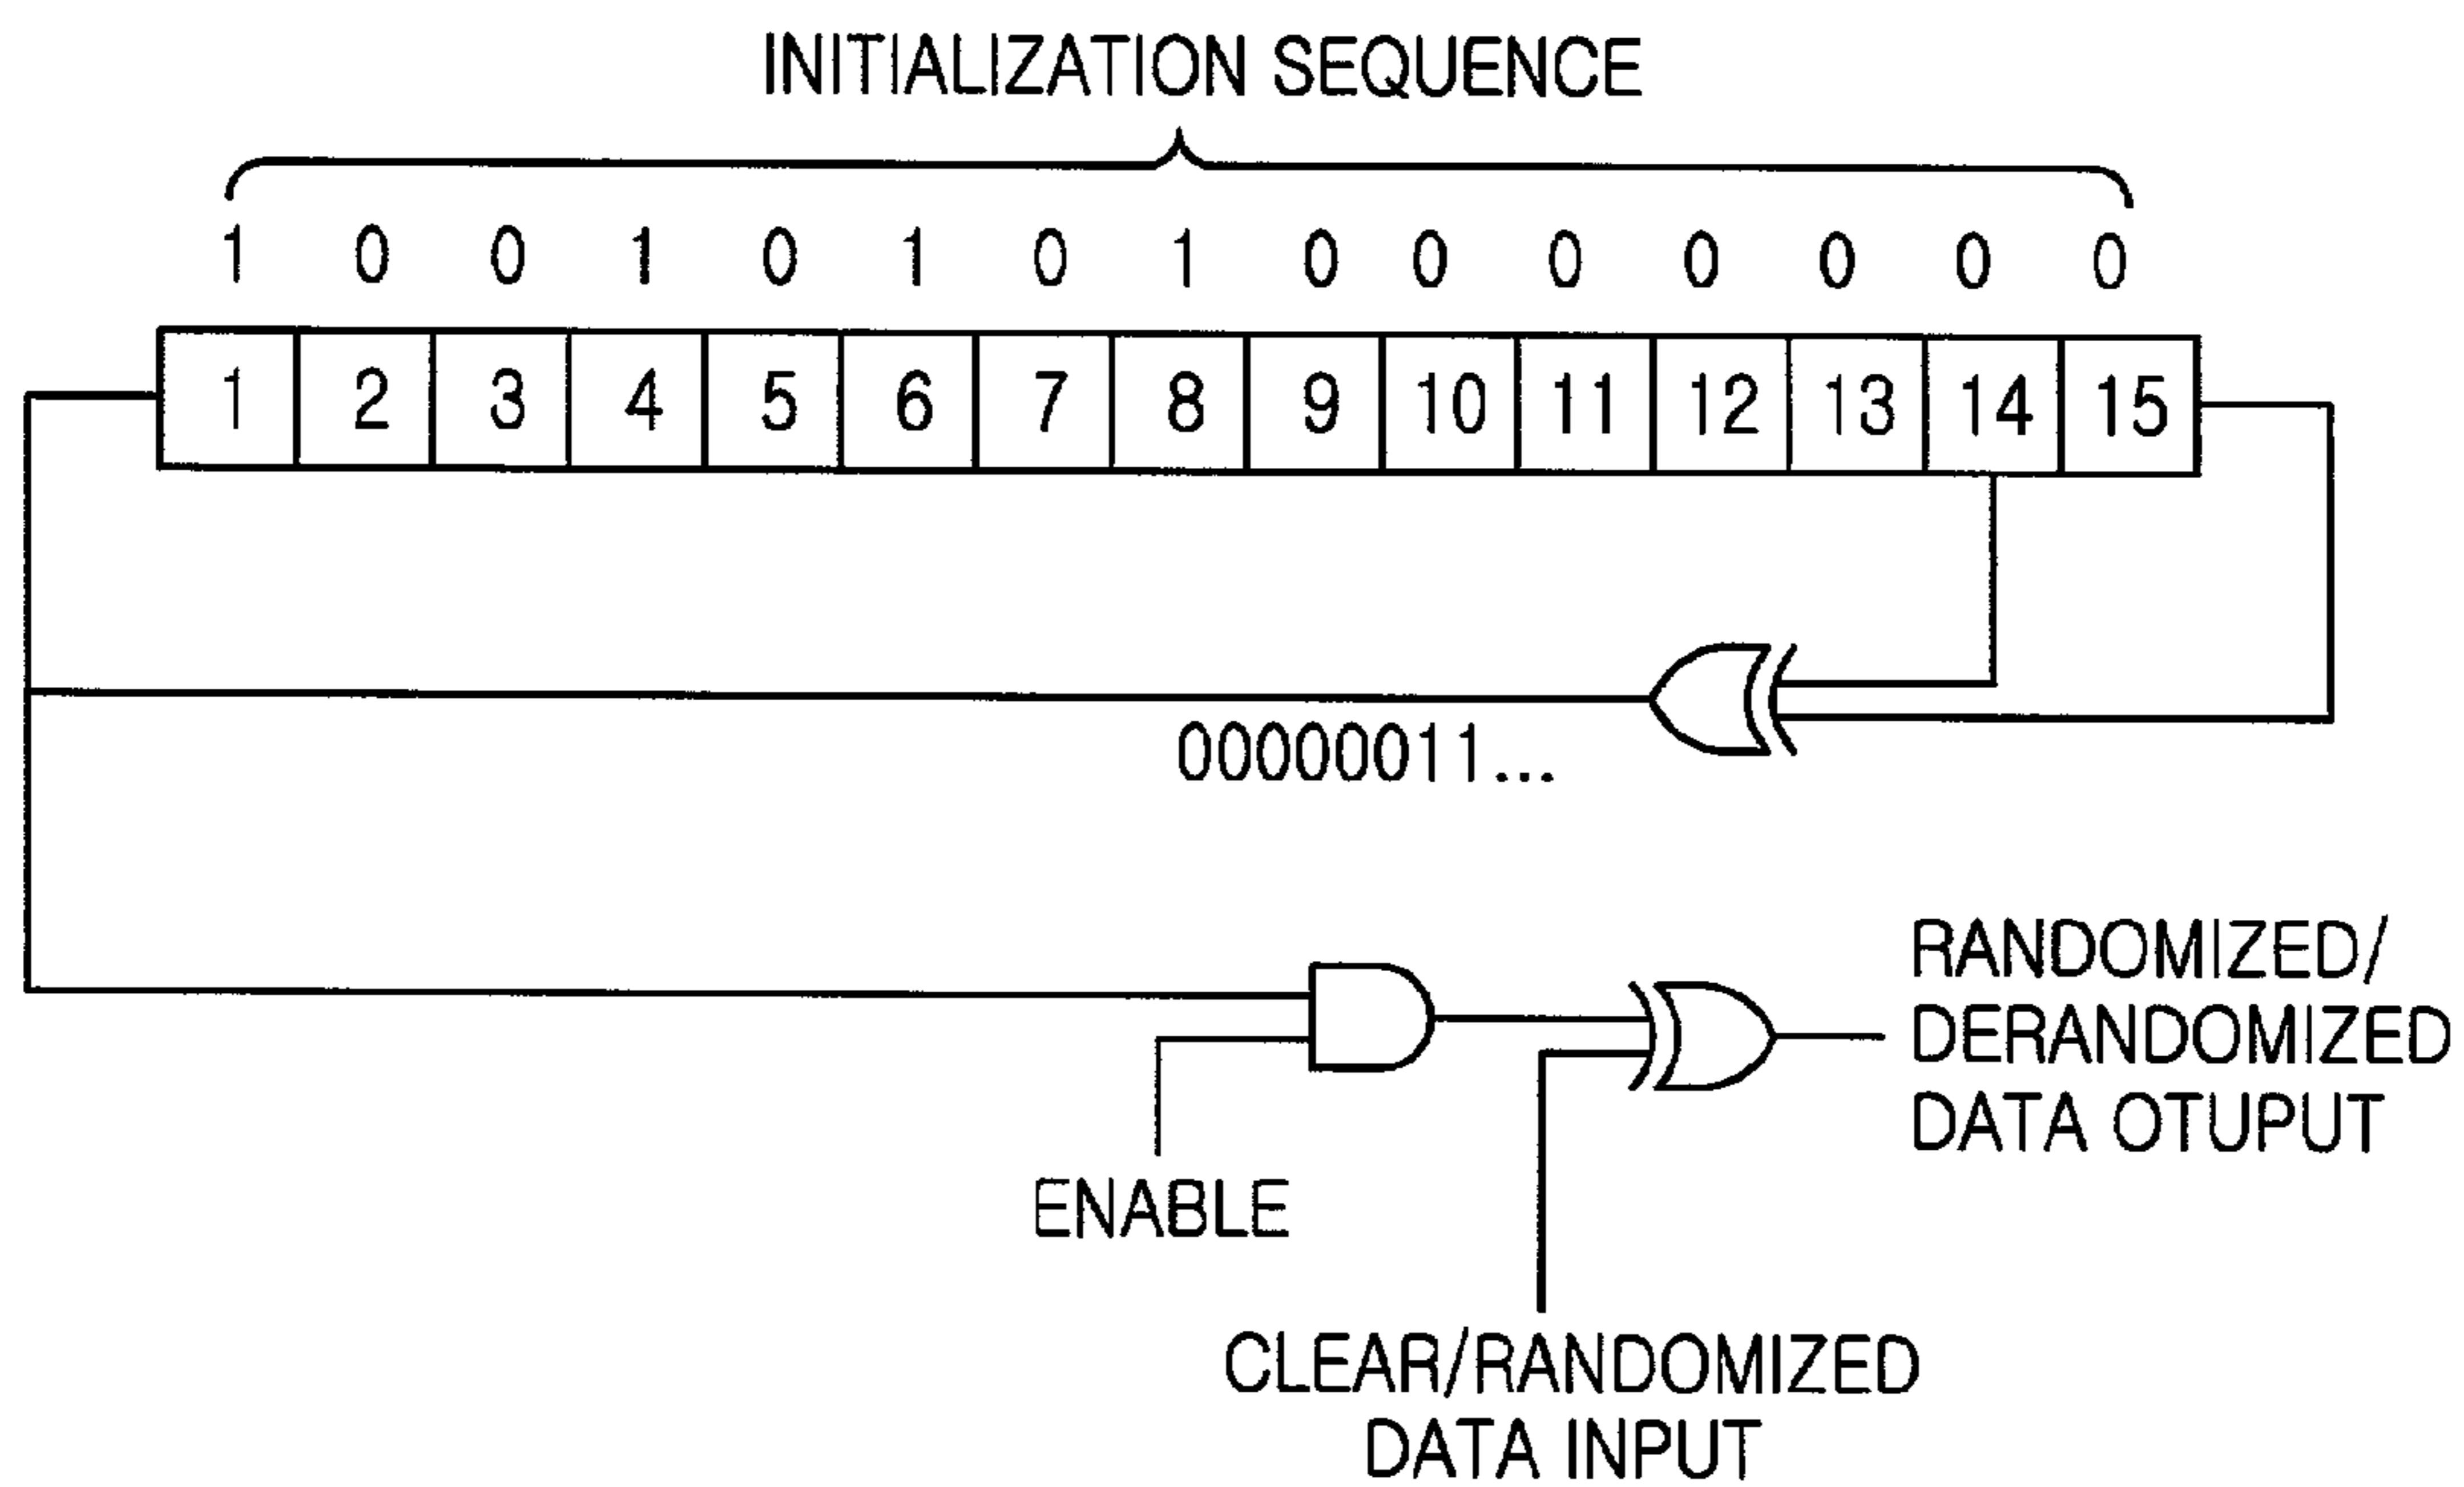 INITIALIZATION SEQUENCE
1 0 0 1 0 1 0 1 0 0 0 0 0 0 0
1 2 3 4 5 6 7 8 9 10 11 12 13 14 15
00000011...
RANDOMIZED/
DERANDOMIZED
DATA OTUPUT
ENABLE
CLEAR/RANDOMIZED
DATA INPUT